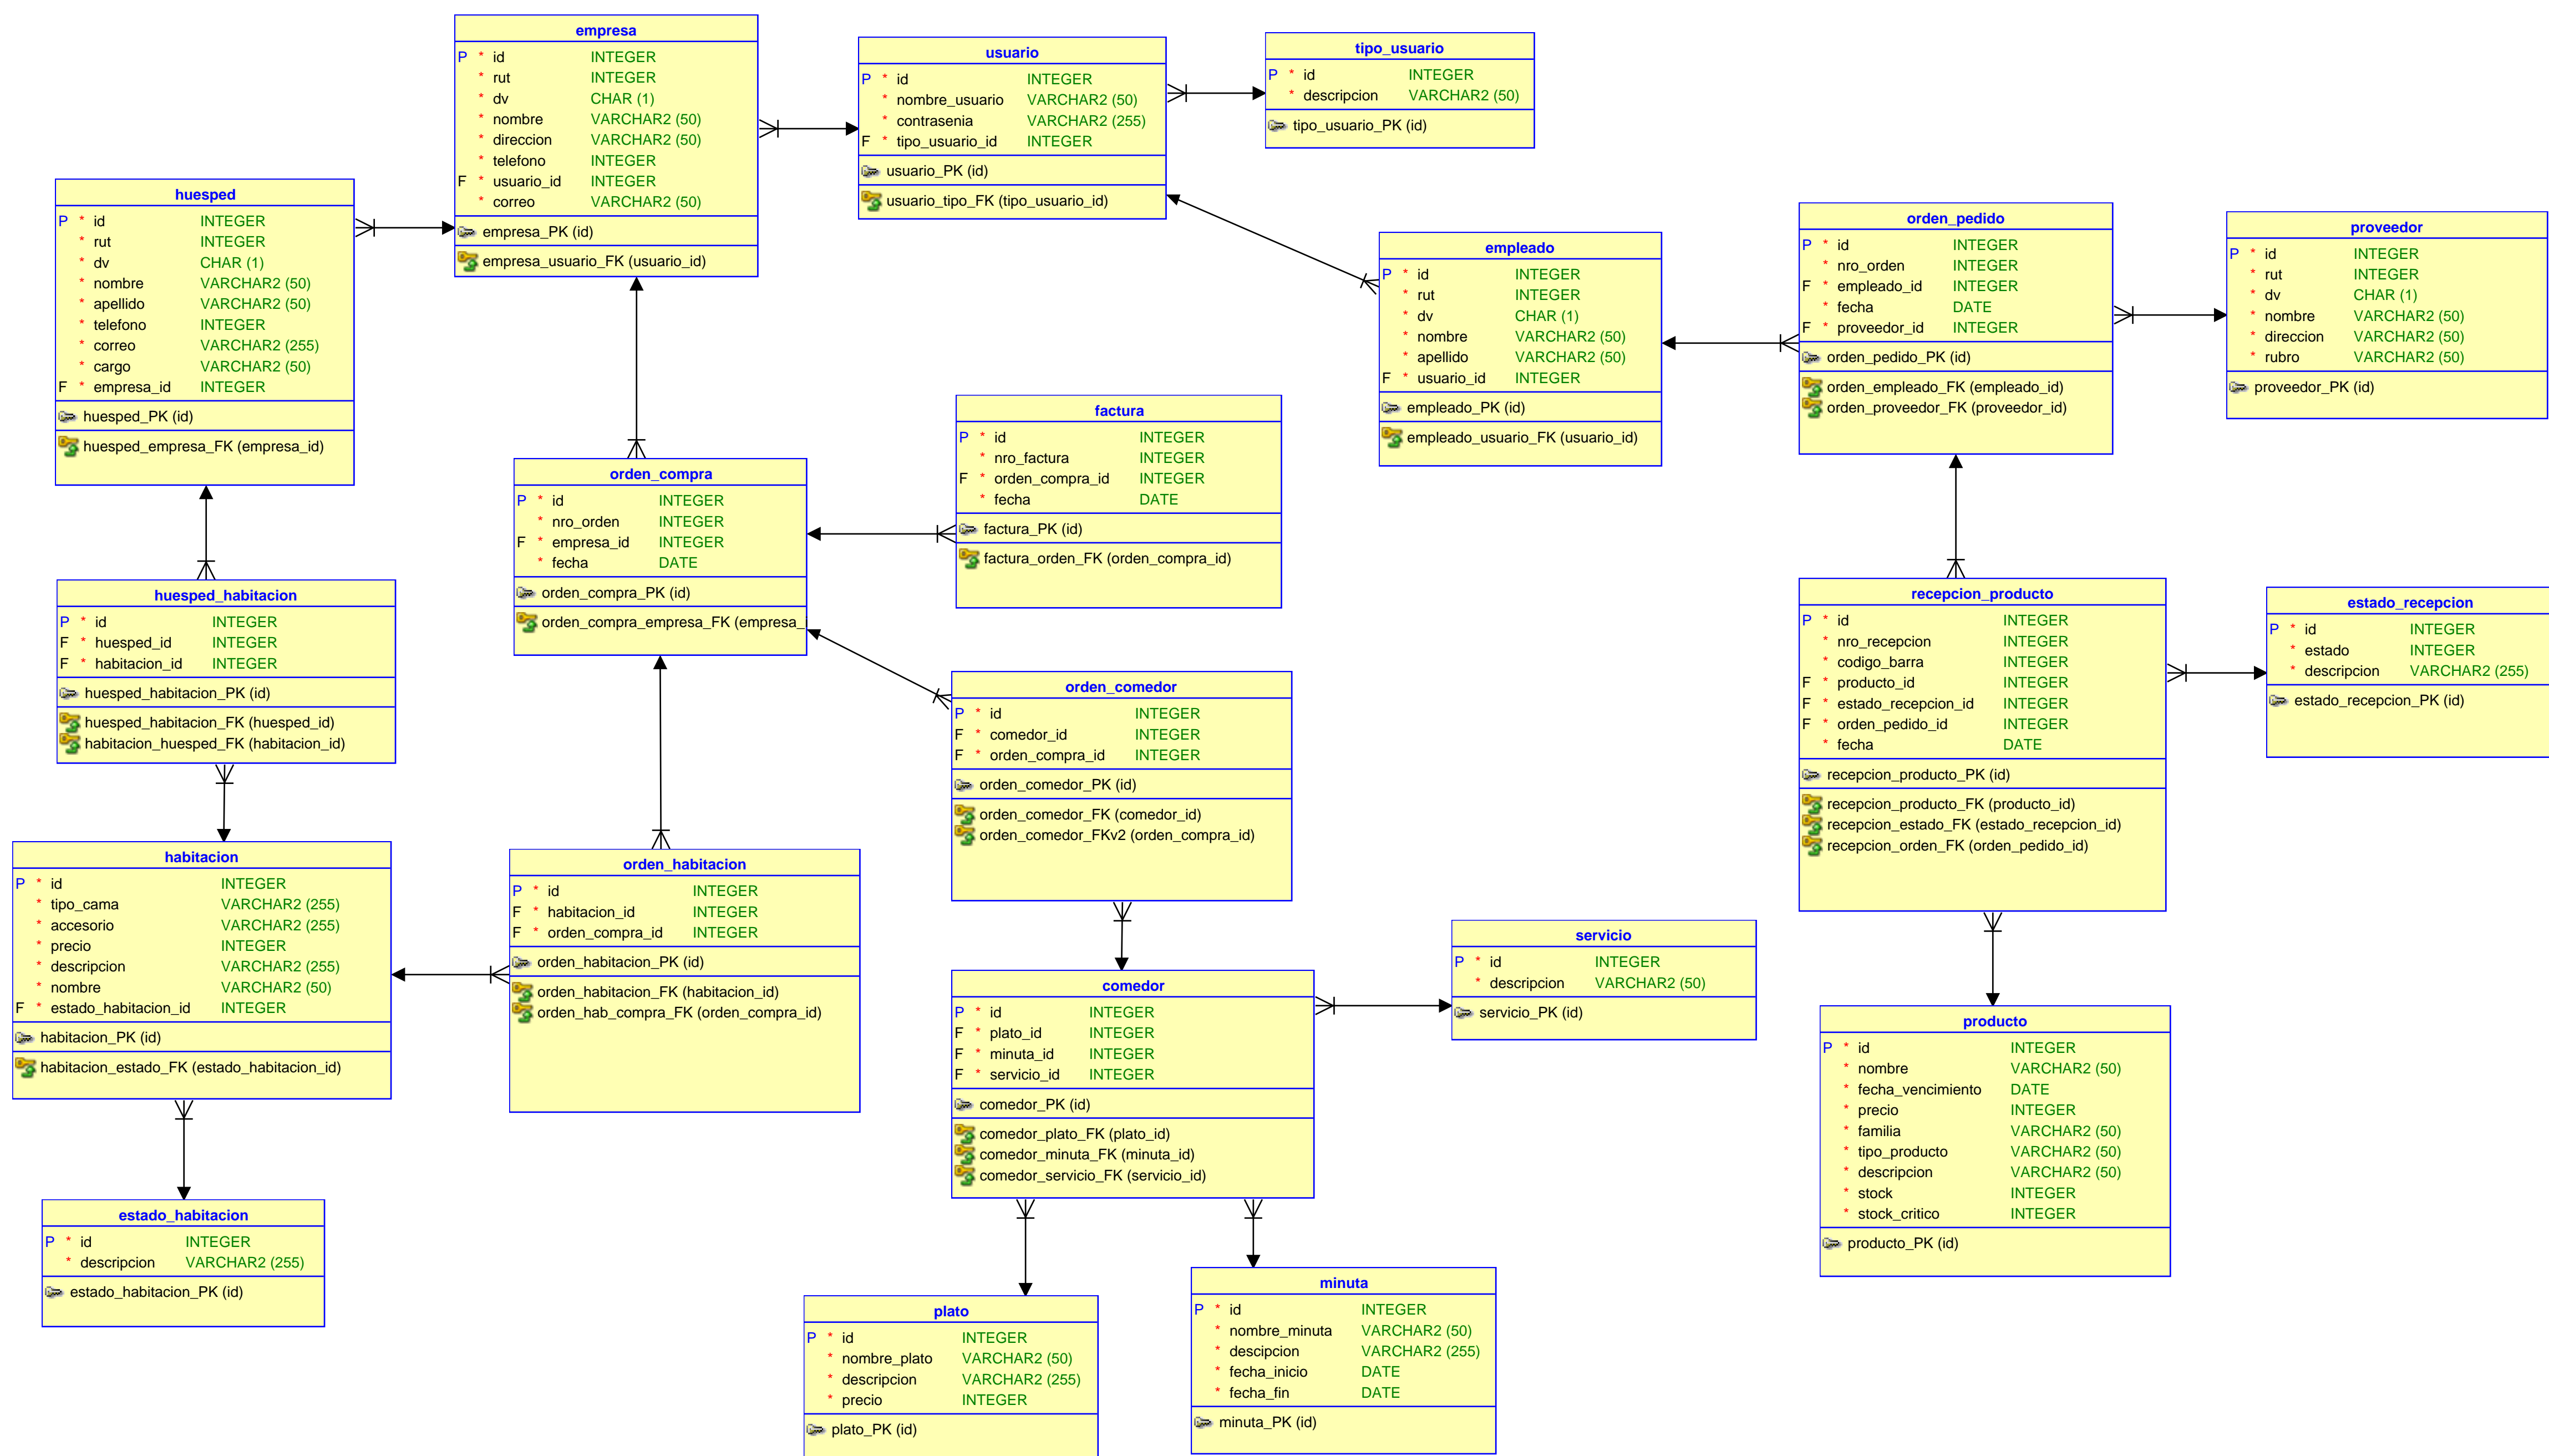 empresa
P * id INTEGER
* rut INTEGER
* dv CHAR (1)
* nombre VARCHAR2 (50)
* direccion VARCHAR2 (50)
* telefono INTEGER
F * usuario_id INTEGER
* correo VARCHAR2 (50)
empresa_PK (id)
empresa_usuario_FK (usuario_id)
usuario
P * id INTEGER
* nombre_usuario VARCHAR2 (50)
* contrasenia VARCHAR2 (255)
F * tipo_usuario_id INTEGER
usuario_PK (id)
usuario_tipo_FK (tipo_usuario_id)
tipo_usuario
P * id INTEGER
* descripcion VARCHAR2 (50)
tipo_usuario_PK (id)
huesped
P * id INTEGER
* rut INTEGER
* dv CHAR (1)
* nombre VARCHAR2 (50)
* apellido VARCHAR2 (50)
* telefono INTEGER
* correo VARCHAR2 (255)
* cargo VARCHAR2 (50)
F * empresa_id INTEGER
huesped_PK (id)
huesped_empresa_FK (empresa_id)
empleado
P * id INTEGER
* rut INTEGER
* dv CHAR (1)
* nombre VARCHAR2 (50)
* apellido VARCHAR2 (50)
F * usuario_id INTEGER
empleado_PK (id)
empleado_usuario_FK (usuario_id)
orden_pedido
P * id INTEGER
* nro_orden INTEGER
F * empleado_id INTEGER
* fecha DATE
F * proveedor_id INTEGER
orden_pedido_PK (id)
orden_empleado_FK (empleado_id)
orden_proveedor_FK (proveedor_id)
proveedor
P * id INTEGER
* rut INTEGER
* dv CHAR (1)
* nombre VARCHAR2 (50)
* direccion VARCHAR2 (50)
* rubro VARCHAR2 (50)
proveedor_PK (id)
factura
P * id INTEGER
* nro_factura INTEGER
F * orden_compra_id INTEGER
* fecha DATE
factura_PK (id)
factura_orden_FK (orden_compra_id)
orden_compra
P * id INTEGER
* nro_orden INTEGER
F * empresa_id INTEGER
* fecha DATE
orden_compra_PK (id)
orden_compra_empresa_FK (empresa_
huesped_habitacion
P * id INTEGER
F * huesped_id INTEGER
F * habitacion_id INTEGER
huesped_habitacion_PK (id)
huesped_habitacion_FK (huesped_id)
habitacion_huesped_FK (habitacion_id)
recepcion_producto
P * id INTEGER
* nro_recepcion INTEGER
* codigo_barra INTEGER
F * producto_id INTEGER
F * estado_recepcion_id INTEGER
F * orden_pedido_id INTEGER
* fecha DATE
recepcion_producto_PK (id)
recepcion_producto_FK (producto_id)
recepcion_estado_FK (estado_recepcion_id)
recepcion_orden_FK (orden_pedido_id)
estado_recepcion
P * id INTEGER
* estado INTEGER
* descripcion VARCHAR2 (255)
estado_recepcion_PK (id)
orden_comedor
P * id INTEGER
F * comedor_id INTEGER
F * orden_compra_id INTEGER
orden_comedor_PK (id)
orden_comedor_FK (comedor_id)
orden_comedor_FKv2 (orden_compra_id)
habitacion
P * id INTEGER
* tipo_cama VARCHAR2 (255)
* accesorio VARCHAR2 (255)
* precio INTEGER
* descripcion VARCHAR2 (255)
* nombre VARCHAR2 (50)
F * estado_habitacion_id INTEGER
habitacion_PK (id)
habitacion_estado_FK (estado_habitacion_id)
orden_habitacion
P * id INTEGER
F * habitacion_id INTEGER
F * orden_compra_id INTEGER
orden_habitacion_PK (id)
orden_habitacion_FK (habitacion_id)
orden_hab_compra_FK (orden_compra_id)
servicio
P * id INTEGER
* descripcion VARCHAR2 (50)
servicio_PK (id)
comedor
P * id INTEGER
F * plato_id INTEGER
F * minuta_id INTEGER
F * servicio_id INTEGER
comedor_PK (id)
comedor_plato_FK (plato_id)
comedor_minuta_FK (minuta_id)
comedor_servicio_FK (servicio_id)
producto
P * id INTEGER
* nombre VARCHAR2 (50)
* fecha_vencimiento DATE
* precio INTEGER
* familia VARCHAR2 (50)
* tipo_producto VARCHAR2 (50)
* descripcion VARCHAR2 (50)
* stock INTEGER
* stock_critico INTEGER
producto_PK (id)
estado_habitacion
P * id INTEGER
* descripcion VARCHAR2 (255)
estado_habitacion_PK (id)
plato
P * id INTEGER
* nombre_plato VARCHAR2 (50)
* descripcion VARCHAR2 (255)
* precio INTEGER
plato_PK (id)
minuta
P * id INTEGER
* nombre_minuta VARCHAR2 (50)
* descipcion VARCHAR2 (255)
* fecha_inicio DATE
* fecha_fin DATE
minuta_PK (id)